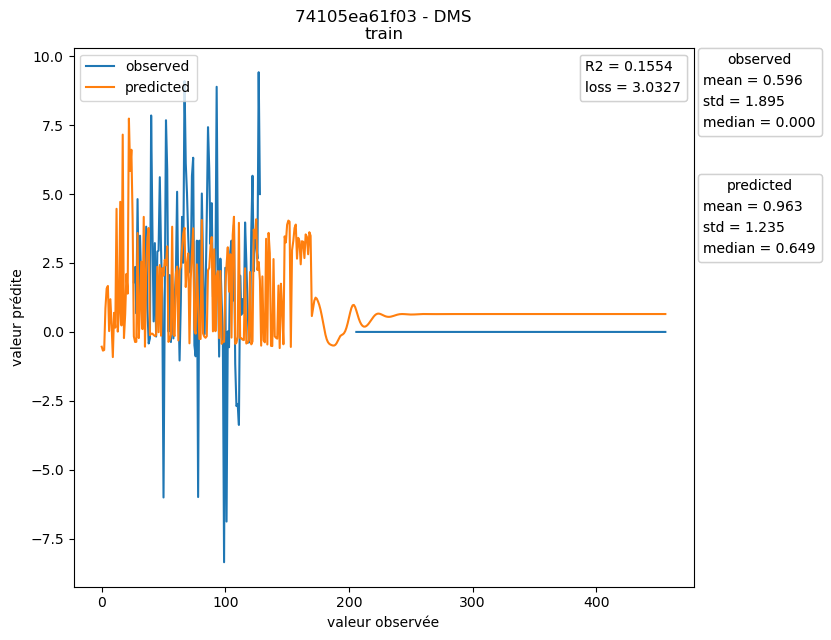 74105ea61f03 - DMS
train
observed
predicted
R2 = 0.1554
loss = 3.0327
observed
mean = 0.596
std = 1.895
median = 0.000
predicted
mean = 0.963
std = 1.235
median = 0.649
valeur prédite
10.0
7.5
5.0
2.5
0.0
−2.5
−5.0
−7.5
0
100
200
300
400
valeur observée